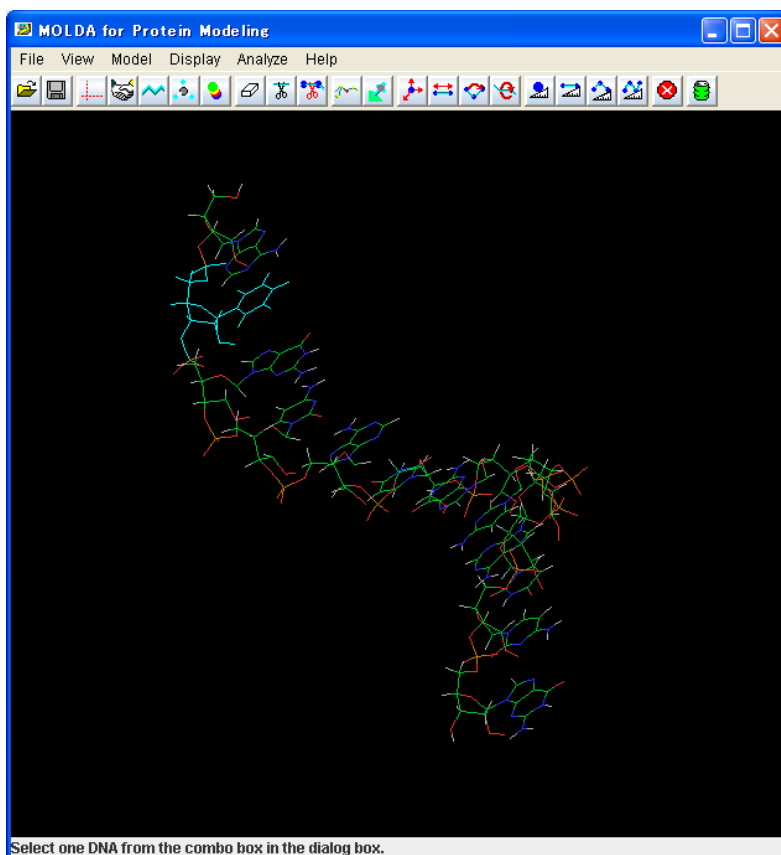 MOLDA for Protein Modeling
File View Model Display Analyze Help
Select one DNA from the combo box in the dialog box.